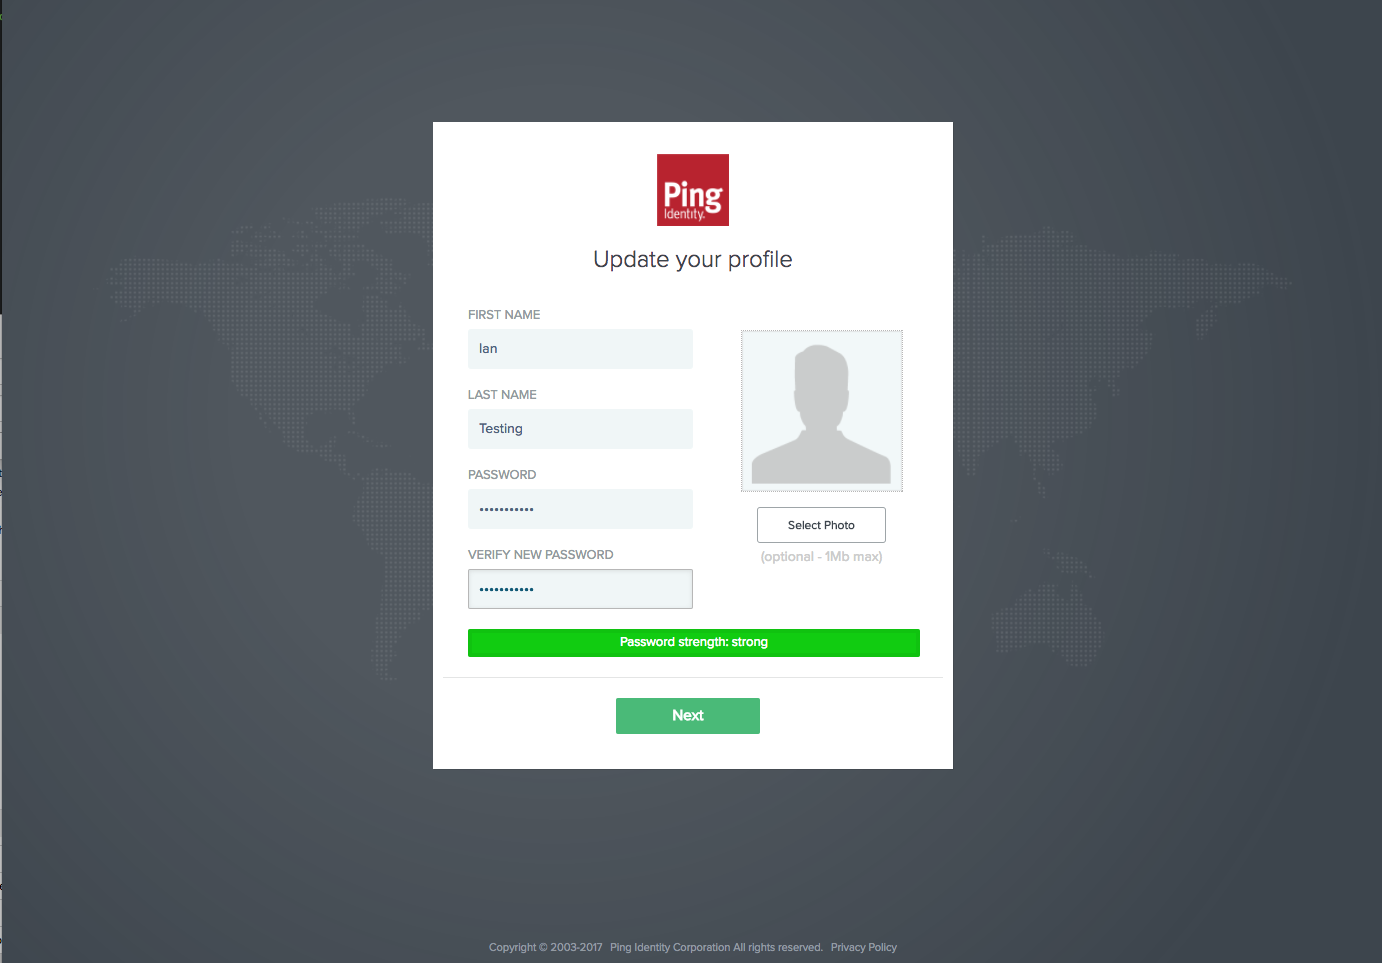 Ping
Identity.
Update your profile
FIRST NAME
Ian
LAST NAME
Testing
PASSWORD
•••••••••••
VERIFY NEW PASSWORD
•••••••••••
Select Photo
(optional - 1Mb max)
Password strength: strong
Next
Copyright © 2003-2017 Ping Identity Corporation All rights reserved. Privacy Policy